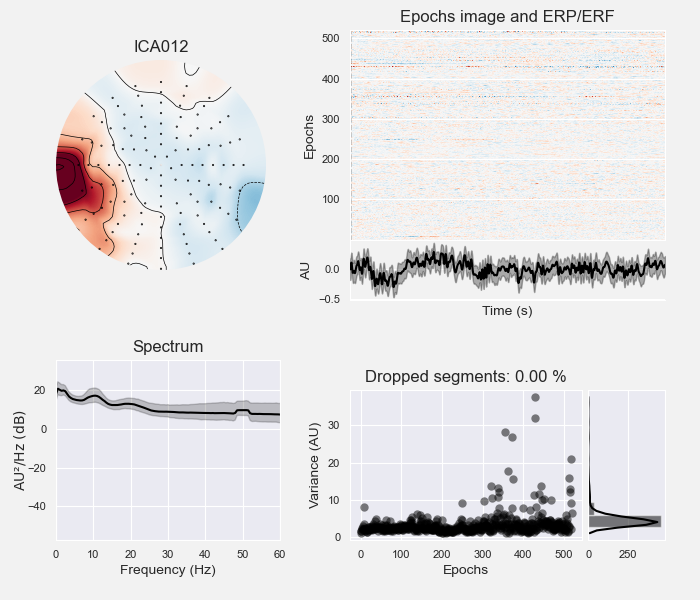 Epochs image and ERP/ERF
ICA012
500
400
300
200
100
Epochs
0.0
−0.5
AU
Time (s)
Spectrum
20
0
−20
−40
AU²/Hz (dB)
0 10 20 30 40 50 60
Frequency (Hz)
Dropped segments: 0.00 %
30
20
10
0
Variance (AU)
0 100 200 300 400 500
Epochs
0 250